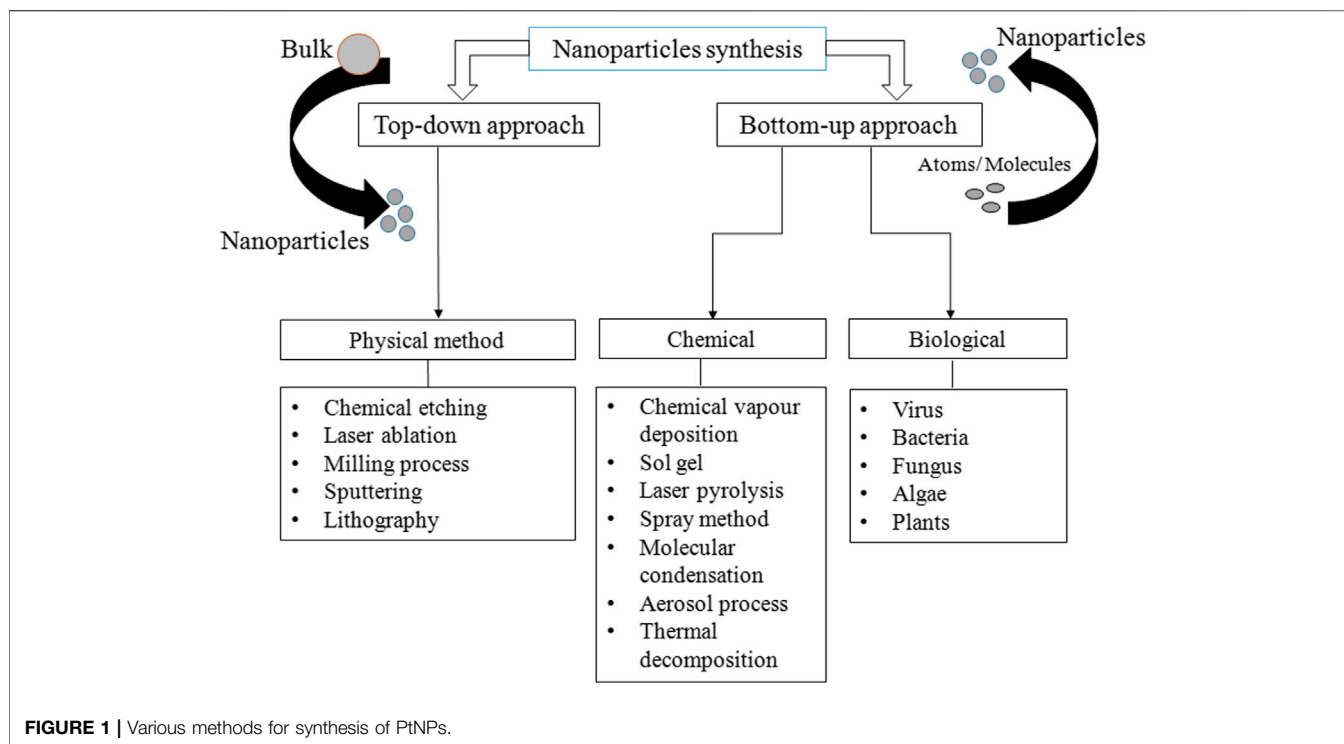 Bulk
Nanoparticles synthesis
Nanoparticles
Top-down approach
Bottom-up approach
Atoms/Molecules
Nanoparticles
Physical method
Chemical
Biological
• Chemical etching
• Laser ablation
• Milling process
• Sputtering
• Lithography
• Chemical vapour
deposition
• Sol gel
• Laser pyrolysis
• Spray method
• Molecular
condensation
• Aerosol process
• Thermal
decomposition
• Virus
• Bacteria
• Fungus
• Algae
• Plants
FIGURE 1 | Various methods for synthesis of PtNPs.